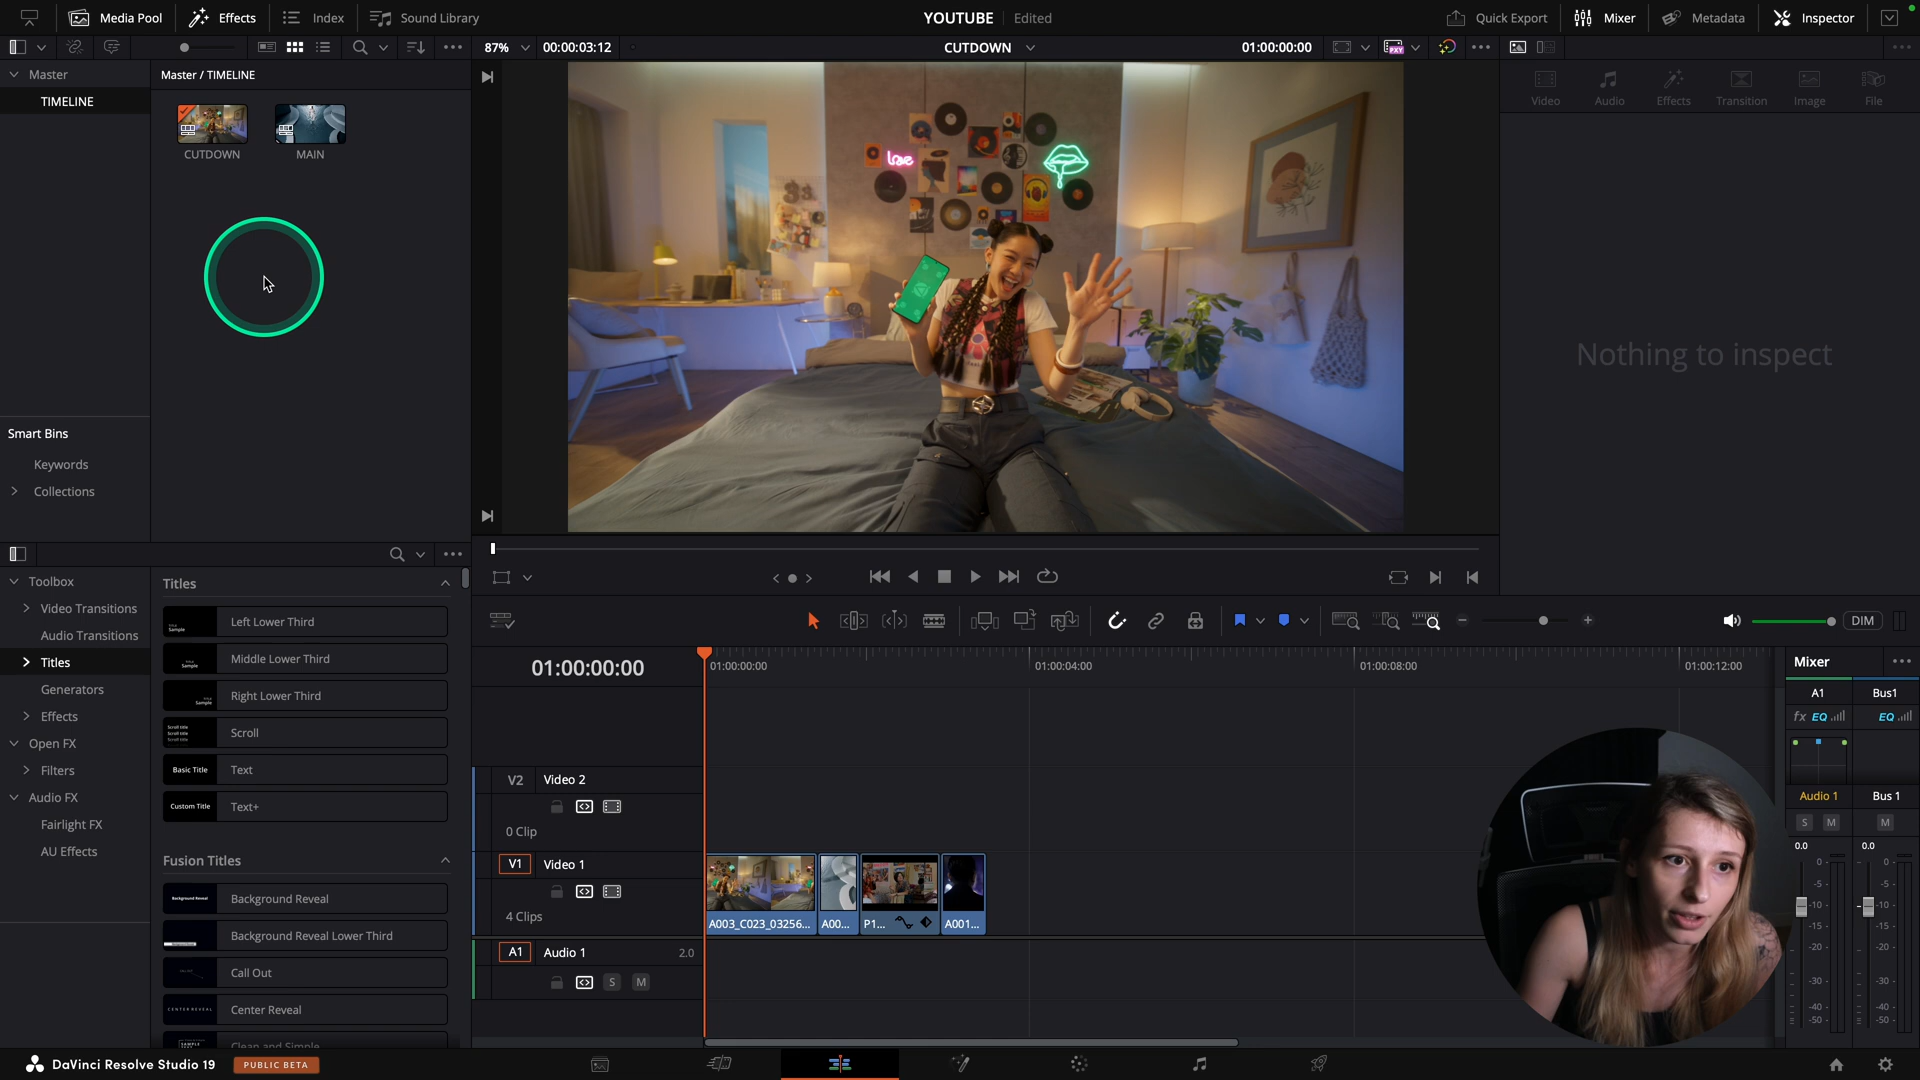 Media Pool
Effects
Index
Sound Library
YOUTUBE
Edited
Quick Export
Mixer
Metadata
Inspector
87%
00:00:03:12
CUTDOWN
01:00:00:00
PXY
Master
TIMELINE
Master / TIMELINE
CUTDOWN
MAIN
love
Video
Audio
Effects
Transition
Image
File
Nothing to inspect
Smart Bins
Keywords
Collections
Toolbox
Video Transitions
Audio Transitions
Titles
Generators
Effects
Open FX
Filters
Audio FX
Fairlight FX
AU Effects
Titles
Left Lower Third
Middle Lower Third
Right Lower Third
Scroll
Basic Title
Text
Custom Title
Text+
Fusion Titles
Background Reveal
Background Reveal
Background Reveal Lower Third
Call Out
CENTER REVEAL
Center Reveal
Clean and Simple
DIM
01:00:00:00
01:00:00:00
01:00:04:00
01:00:08:00
01:00:12:00
V2
Video 2
0 Clip
V1
Video 1
4 Clips
A003_C023_03256...
A00...
P1...
A001...
A1
Audio 1
2.0
S
M
Mixer
A1
Bus1
fx EQ
EQ
Audio 1
Bus 1
S
M
M
0.0
0.0
0
0
-5
-5
-10
-10
-15
-15
-20
-20
-30
-30
-40
-40
-50
-50
DaVinci Resolve Studio 19
PUBLIC BETA